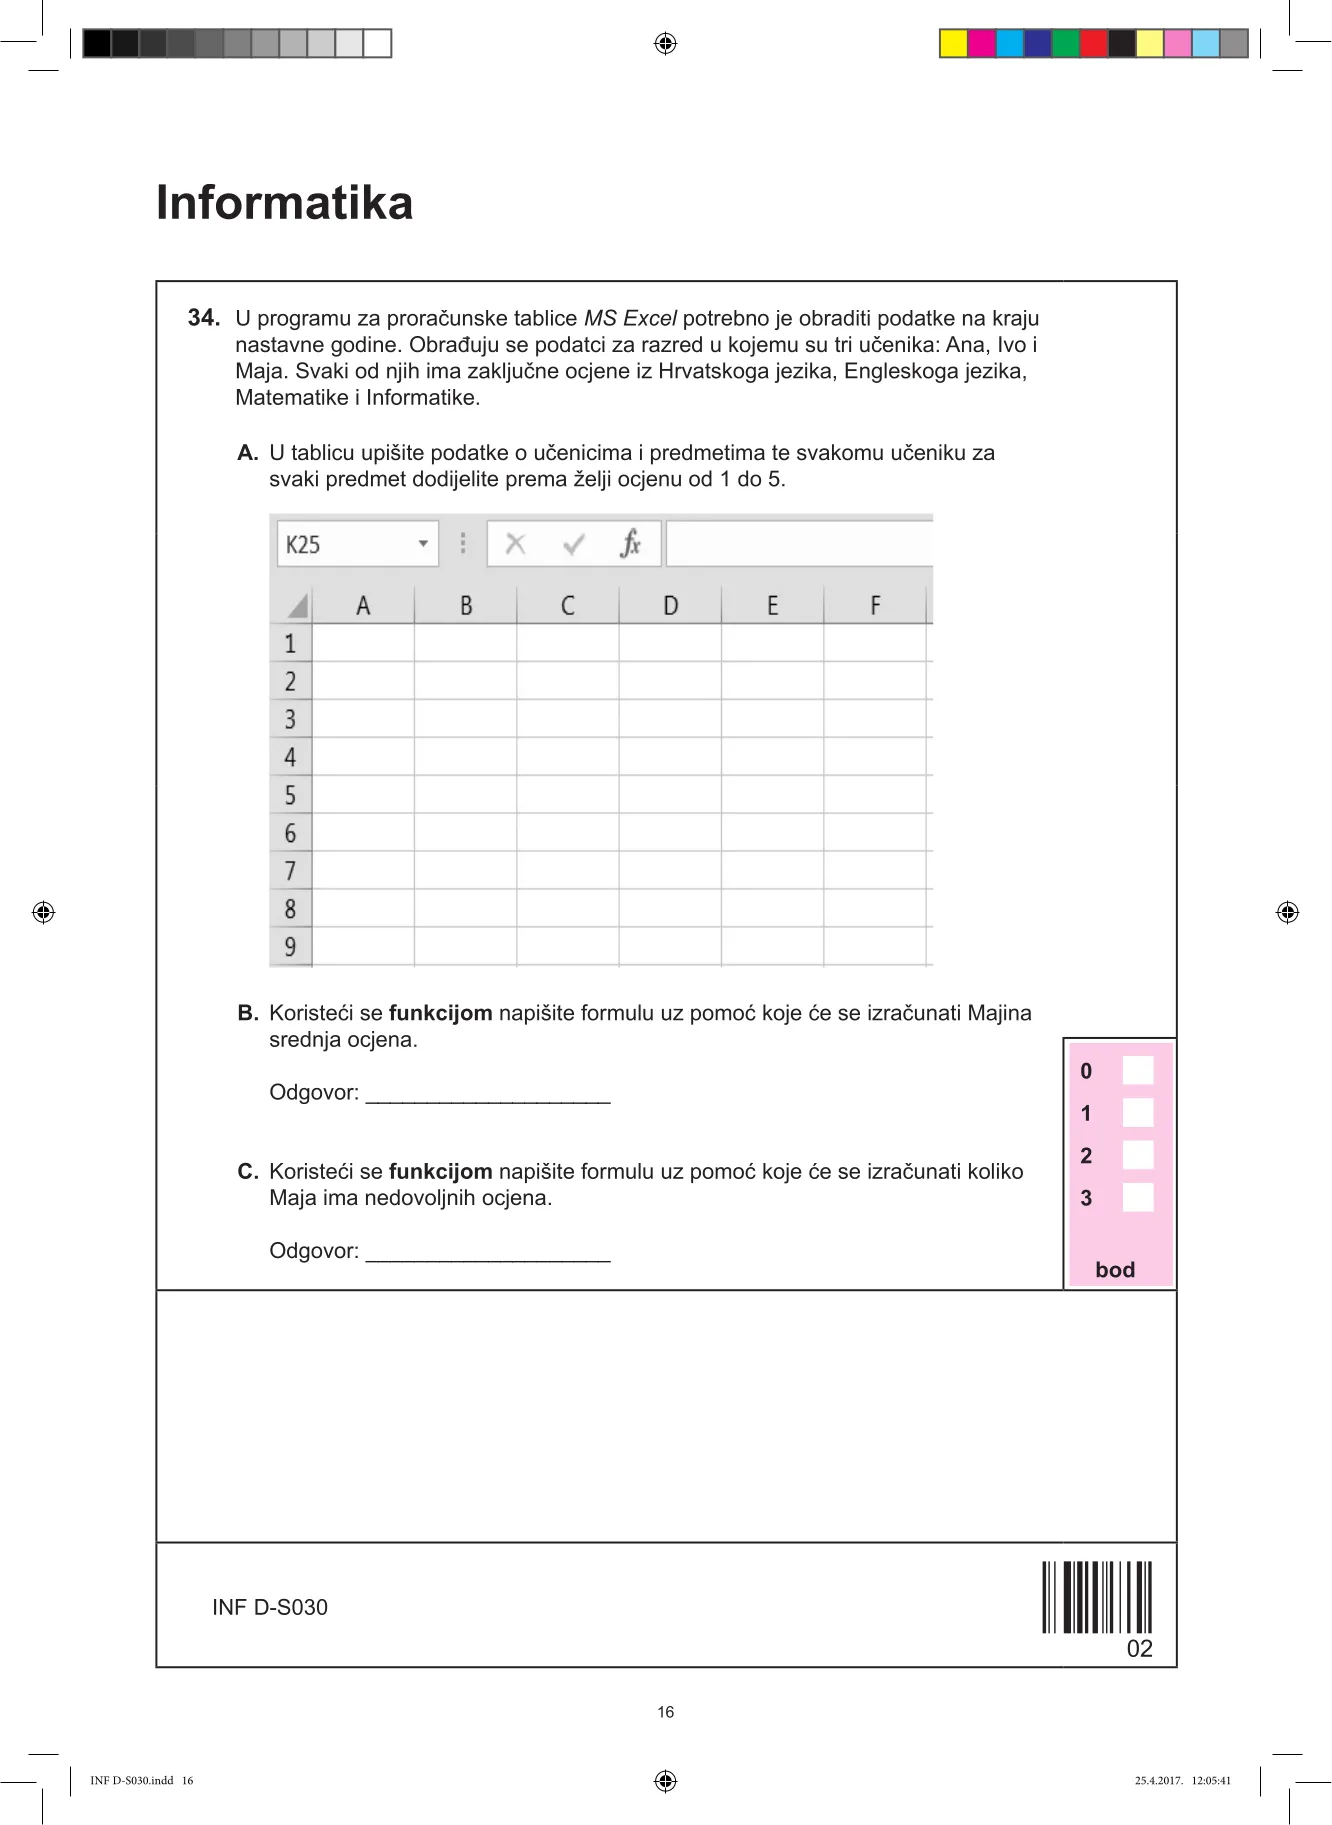 Informatika
34. U programu za proračunske tablice MS Excel potrebno je obraditi podatke na kraju
nastavne godine. Obrađuju se podatci za razred u kojemu su tri učenika: Ana, Ivo i
Maja. Svaki od njih ima zaključne ocjene iz Hrvatskoga jezika, Engleskoga jezika,
Matematike i Informatike.
A. U tablicu upišite podatke o učenicima i predmetima te svakomu učeniku za
svaki predmet dodijelite prema želji ocjenu od 1 do 5.
K25 fx
A B C D E F
1
2
3
4
5
6
7
8
9
B. Koristeći se funkcijom napišite formulu uz pomoć koje će se izračunati Majina
srednja ocjena.
Odgovor: ____________________
C. Koristeći se funkcijom napišite formulu uz pomoć koje će se izračunati koliko
Maja ima nedovoljnih ocjena.
Odgovor: ____________________
0
1
2
3
bod
INF D-S030
02
16
INF D-S030.indd 16 25.4.2017. 12:05:41